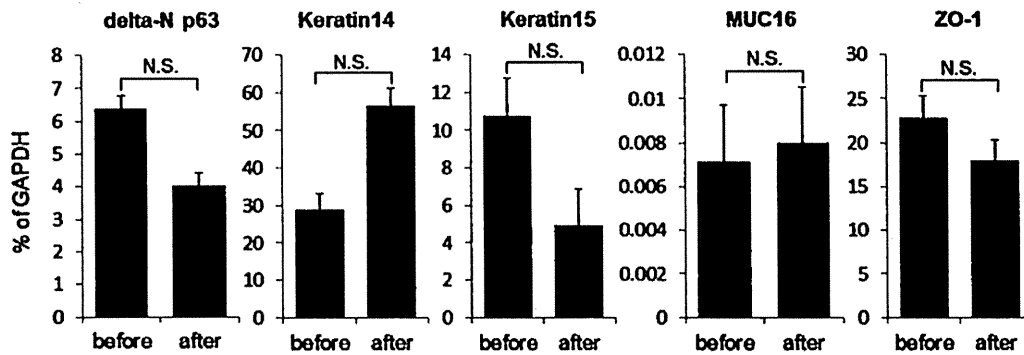 delta-N p63
Keratin14
Keratin15
MUC16
ZO-1
% of GAPDH
8
7
6
5
4
3
2
1
0
N.S.
before
after
70
60
50
40
30
20
10
0
N.S.
before
after
14
12
10
8
6
4
2
0
N.S.
before
after
0.012
0.01
0.008
0.006
0.004
0.002
0
N.S.
before
after
30
25
20
15
10
5
0
N.S.
before
after